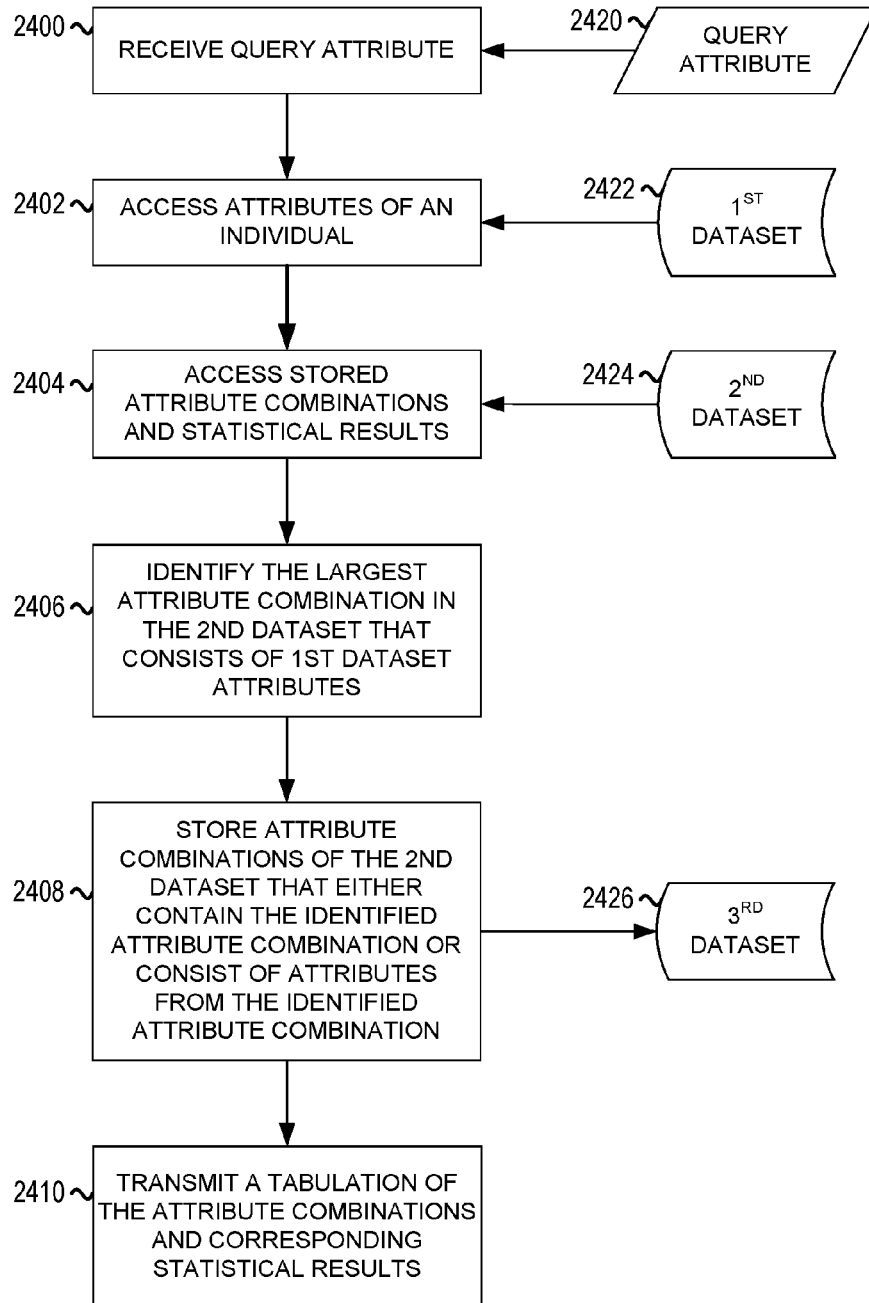 2400
RECEIVE QUERY ATTRIBUTE
2420
QUERY
ATTRIBUTE
2402
ACCESS ATTRIBUTES OF AN
INDIVIDUAL
2422
1ST
DATASET
2404
ACCESS STORED
ATTRIBUTE COMBINATIONS
AND STATISTICAL RESULTS
2424
2ND
DATASET
2406
IDENTIFY THE LARGEST
ATTRIBUTE COMBINATION IN
THE 2ND DATASET THAT
CONSISTS OF 1ST DATASET
ATTRIBUTES
2408
STORE ATTRIBUTE
COMBINATIONS OF THE 2ND
DATASET THAT EITHER
CONTAIN THE IDENTIFIED
ATTRIBUTE COMBINATION OR
CONSIST OF ATTRIBUTES
FROM THE IDENTIFIED
ATTRIBUTE COMBINATION
2426
3RD
DATASET
2410
TRANSMIT A TABULATION OF
THE ATTRIBUTE COMBINATIONS
AND CORRESPONDING
STATISTICAL RESULTS